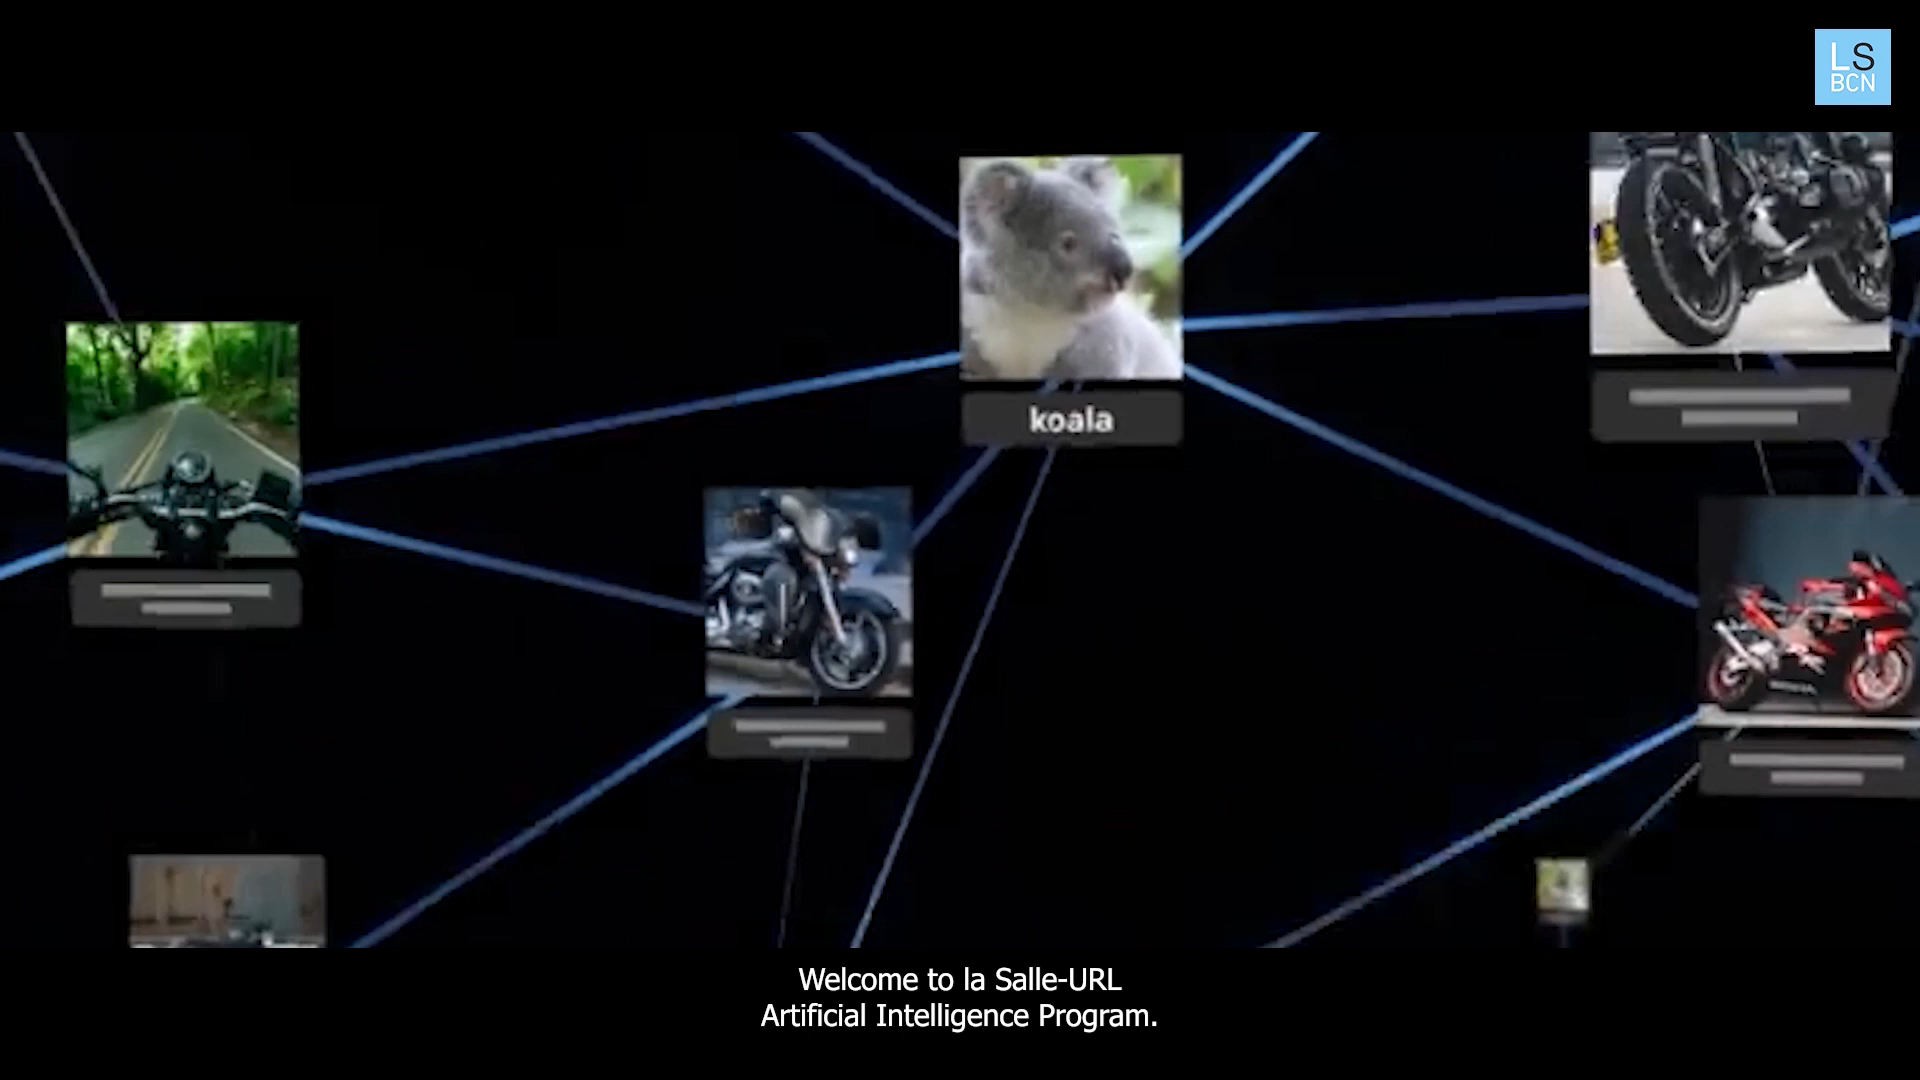 LS
BCN
koala
Welcome to la Salle-URL
Artificial Intelligence Program.